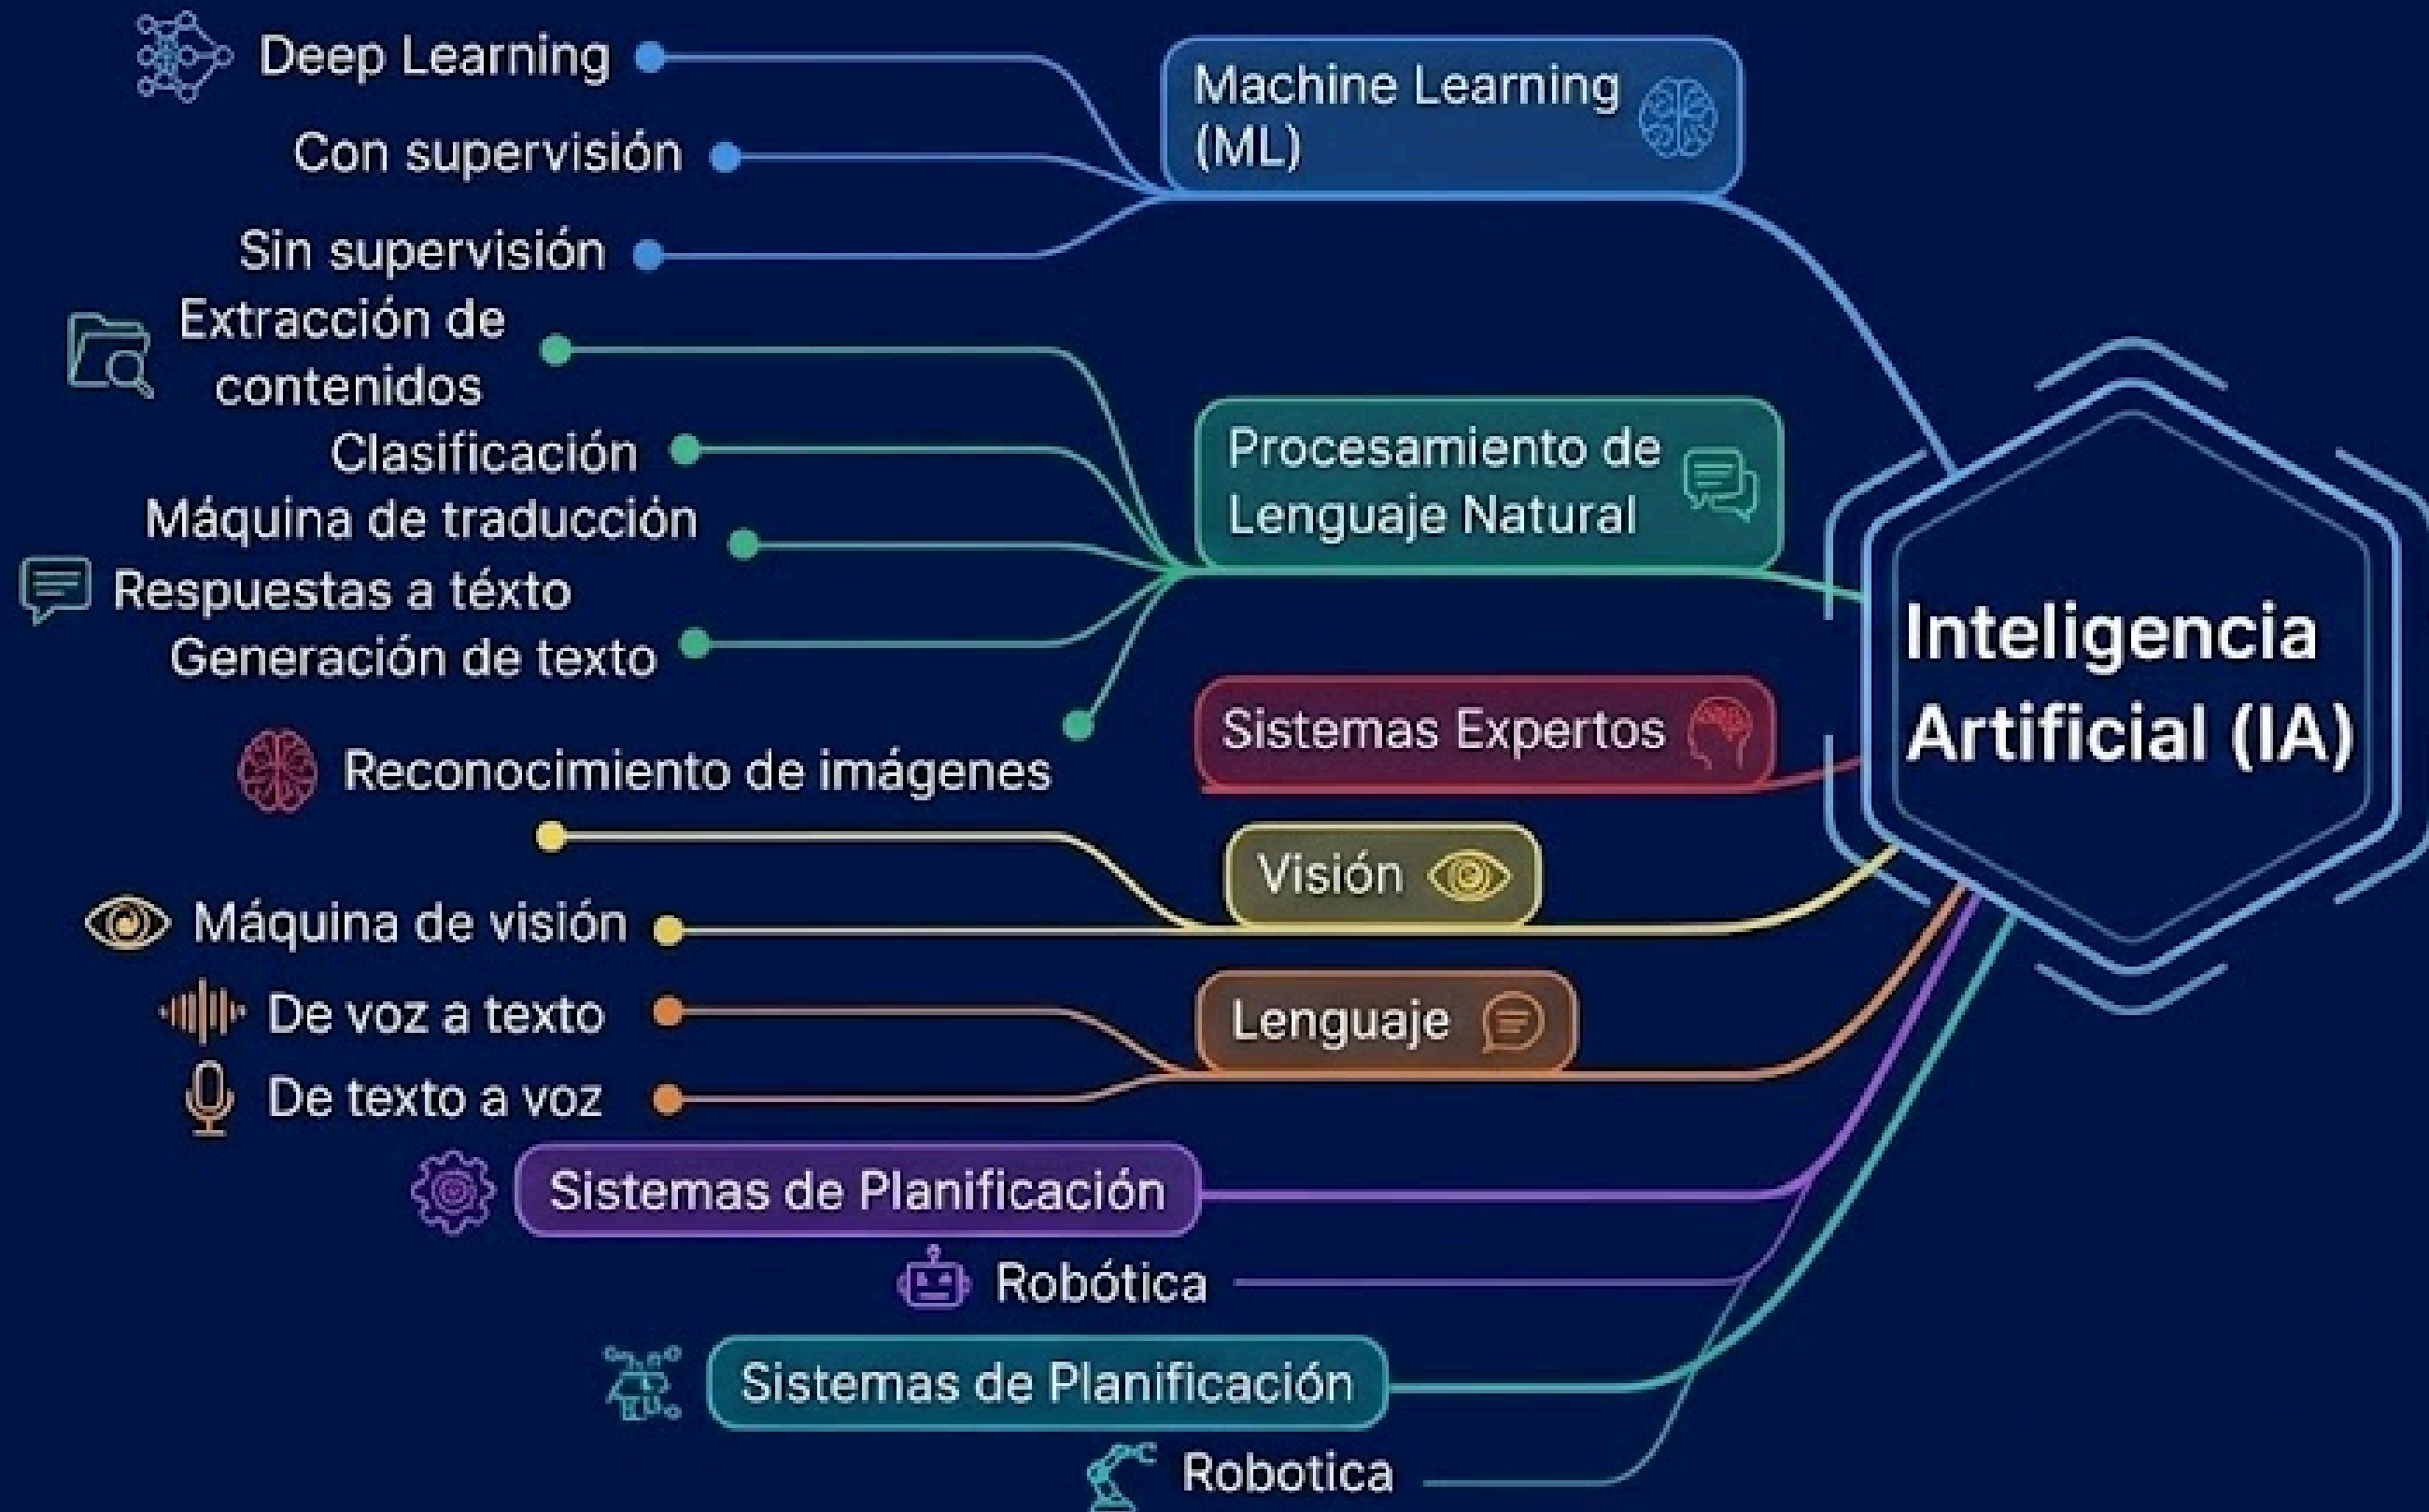 Deep Learning
Con supervisión
Sin supervisión
Machine Learning
(ML)
Extracción de
contenidos
Clasificación
Máquina de traducción
Respuestas a téxto
Generación de texto
Procesamiento de
Lenguaje Natural
Reconocimiento de imágenes
Sistemas Expertos
Inteligencia
Artificial (IA)
Visión
Máquina de visión
De voz a texto
De texto a voz
Lenguaje
Sistemas de Planificación
Robótica
Sistemas de Planificación
Robotica